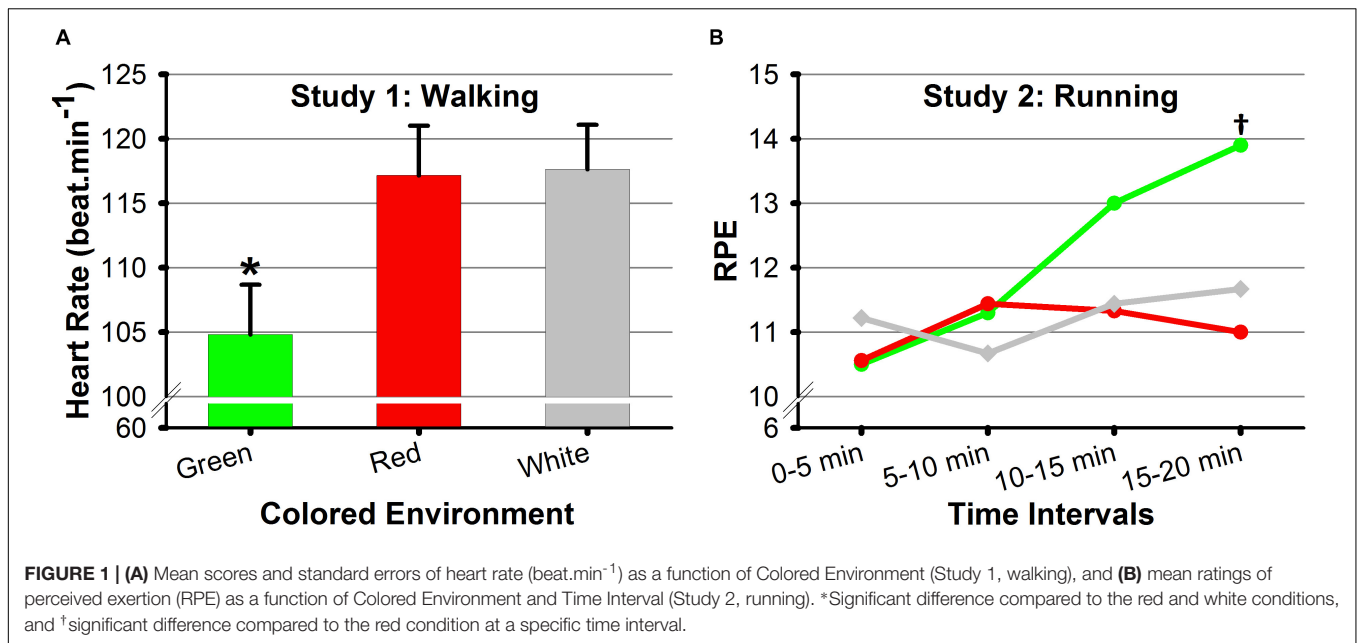 A
125
120
115
110
105
100
60
Heart Rate (beat.min⁻¹)
Study 1: Walking
*
Green
Red
White
Colored Environment
B
15
14
13
12
11
10
6
RPE
Study 2: Running
†
0-5 min
5-10 min
10-15 min
15-20 min
Time Intervals
FIGURE 1 | (A) Mean scores and standard errors of heart rate (beat.min⁻¹) as a function of Colored Environment (Study 1, walking), and (B) mean ratings of
perceived exertion (RPE) as a function of Colored Environment and Time Interval (Study 2, running). *Significant difference compared to the red and white conditions,
and †significant difference compared to the red condition at a specific time interval.